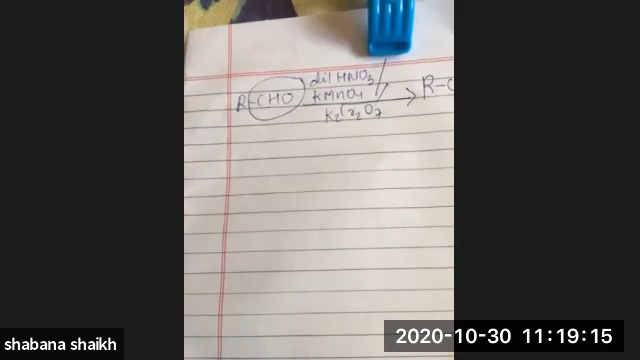 dil HNO3/
R-CHO KMnO4/ → R-C
K2Cr2O7
shabana shaikh
2020-10-30 11:19:15